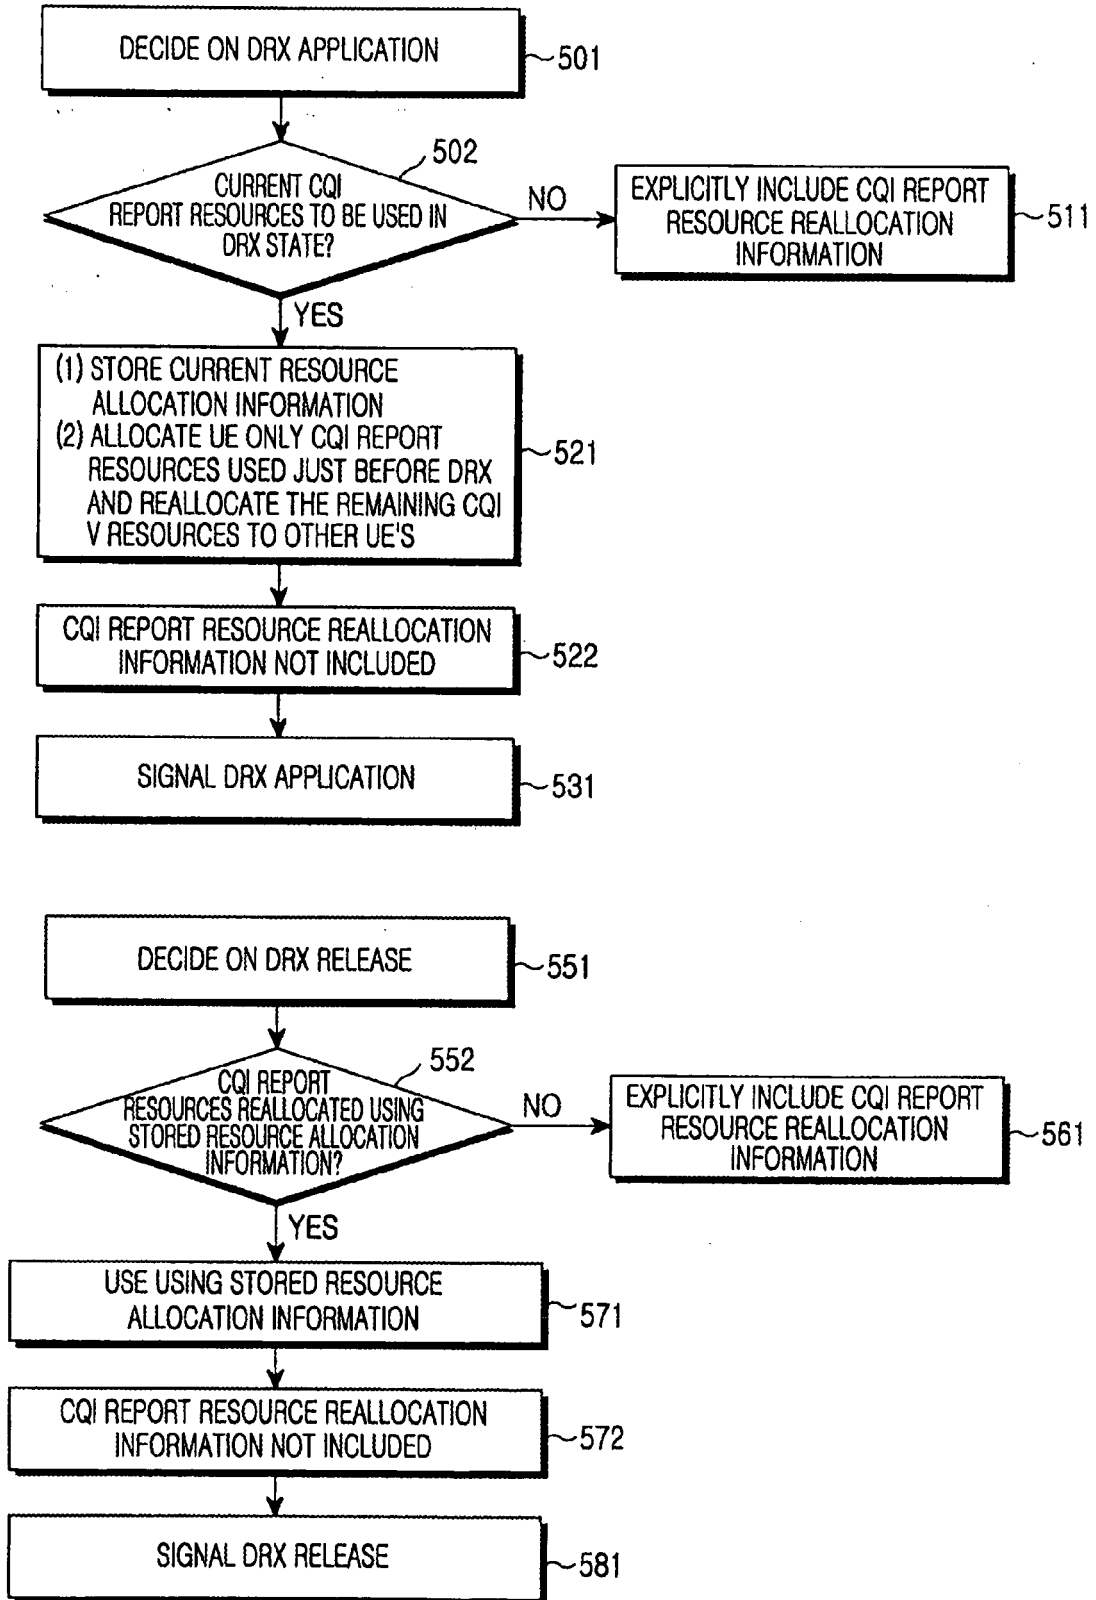 DECIDE ON DRX APPLICATION
501
502
CURRENT CQI
REPORT RESOURCES TO BE USED IN
DRX STATE?
NO
EXPLICITLY INCLUDE CQI REPORT
RESOURCE REALLOCATION
INFORMATION
511
YES
(1) STORE CURRENT RESOURCE
ALLOCATION INFORMATION
(2) ALLOCATE UE ONLY CQI REPORT
RESOURCES USED JUST BEFORE DRX
AND REALLOCATE THE REMAINING CQI
V RESOURCES TO OTHER UE'S
521
CQI REPORT RESOURCE REALLOCATION
INFORMATION NOT INCLUDED
522
SIGNAL DRX APPLICATION
531
DECIDE ON DRX RELEASE
551
552
CQI REPORT
RESOURCES REALLOCATED USING
STORED RESOURCE ALLOCATION
INFORMATION?
NO
EXPLICITLY INCLUDE CQI REPORT
RESOURCE REALLOCATION
INFORMATION
561
YES
USE USING STORED RESOURCE
ALLOCATION INFORMATION
571
CQI REPORT RESOURCE REALLOCATION
INFORMATION NOT INCLUDED
572
SIGNAL DRX RELEASE
581